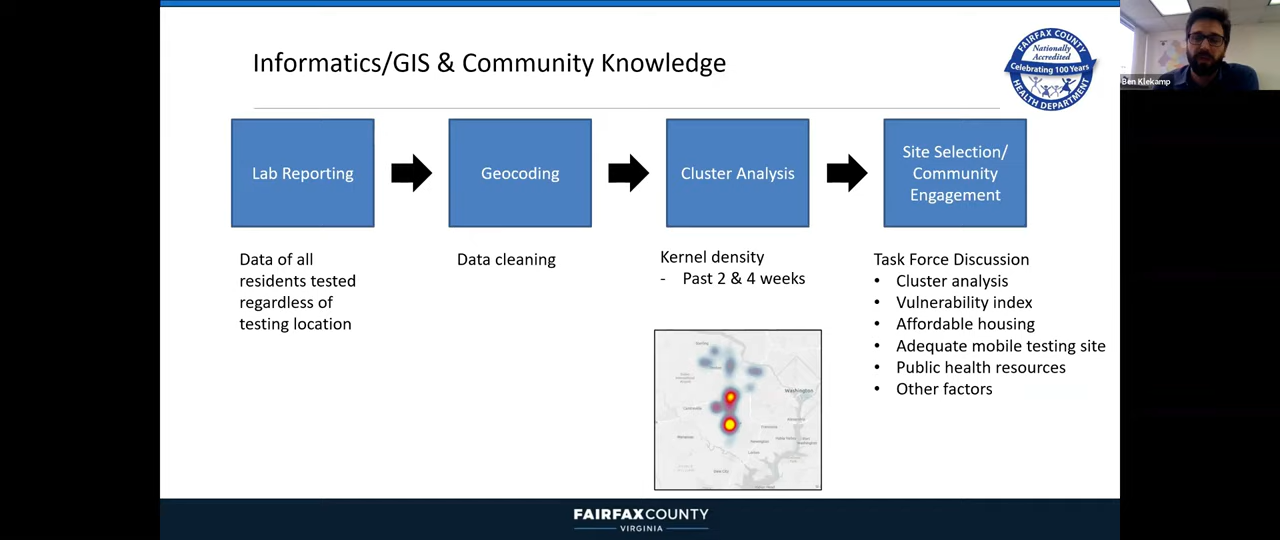 Informatics/GIS & Community Knowledge
FAIRFAX COUNTY
Nationally
Accredited
Celebrating 100 Years
HEALTH DEPARTMENT
Ben Klekamp
Lab Reporting
Geocoding
Cluster Analysis
Site Selection/
Community
Engagement
Data of all
residents tested
regardless of
testing location
Data cleaning
Kernel density
- Past 2 & 4 weeks
Task Force Discussion
• Cluster analysis
• Vulnerability index
• Affordable housing
• Adequate mobile testing site
• Public health resources
• Other factors
Washington
FAIRFAX COUNTY
VIRGINIA